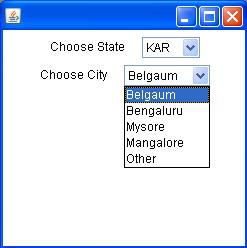 Choose State KAR
Choose City Belgaum
Belgaum
Bengaluru
Mysore
Mangalore
Other